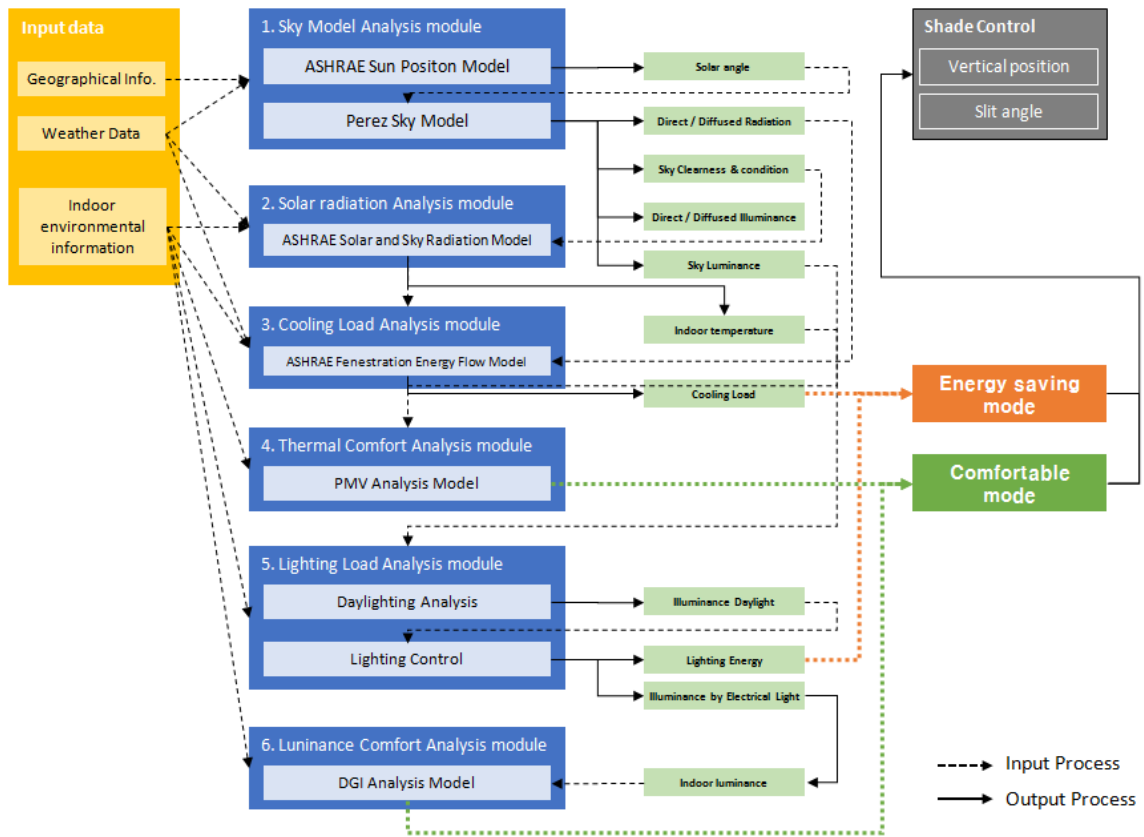 Input data
Geographical Info.
Weather Data
Indoor
environmental
information
1. Sky Model Analysis module
ASHRAE Sun Positon Model
Perez Sky Model
Solar angle
Direct / Diffused Radiation
Sky Clearness & condition
Direct / Diffused Illuminance
Sky Luminance
2. Solar radiation Analysis module
ASHRAE Solar and Sky Radiation Model
Indoor temperature
3. Cooling Load Analysis module
ASHRAE Fenestration Energy Flow Model
Cooling Load
4. Thermal Comfort Analysis module
PMV Analysis Model
5. Lighting Load Analysis module
Daylighting Analysis
Illuminance Daylight
Lighting Control
Lighting Energy
Illuminance by Electrical Light
6. Luninance Comfort Analysis module
DGI Analysis Model
Indoor luminance
Shade Control
Vertical position
Slit angle
Energy saving
mode
Comfortable
mode
Input Process
Output Process